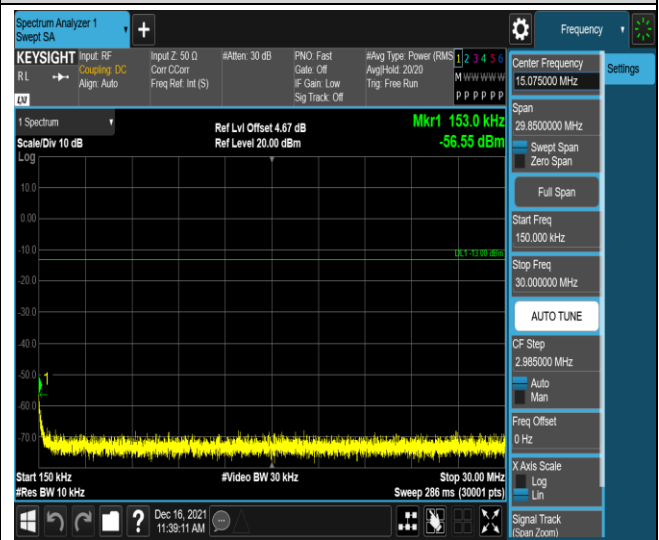 Spectrum Analyzer 1
Swept SA
+
Frequency
KEYSIGHT
RL
LNI
Input: RF
Coupling: DC
Align: Auto
Input Z: 50 Ω
Corr CCorr
Freq Ref: Int (S)
#Atten: 30 dB
PNO: Fast
Gate: Off
IF Gain: Low
Sig Track: Off
#Avg Type: Power (RMS
Avg|Hold: 20/20
Trig: Free Run
1 2 3 4 5 6
M W W W W W
P P P P P P
1 Spectrum
Scale/Div 10 dB
Log
Ref Lvl Offset 4.67 dB
Ref Level 20.00 dBm
Mkr1 153.0 kHz
-56.55 dBm
10.0
0.00
-10.0
DL1 -13.00 dBm
-20.0
-30.0
-40.0
-50.0
1
-60.0
-70.0
Start 150 kHz
#Res BW 10 kHz
#Video BW 30 kHz
Stop 30.00 MHz
Sweep 286 ms (30001 pts)
?
Dec 16, 2021
11:39:11 AM
Center Frequency
15.075000 MHz
Settings
Span
29.8500000 MHz
Swept Span
Zero Span
Full Span
Start Freq
150.000 kHz
Stop Freq
30.000000 MHz
AUTO TUNE
CF Step
2.985000 MHz
Auto
Man
Freq Offset
0 Hz
X Axis Scale
Log
Lin
Signal Track
(Span Zoom)